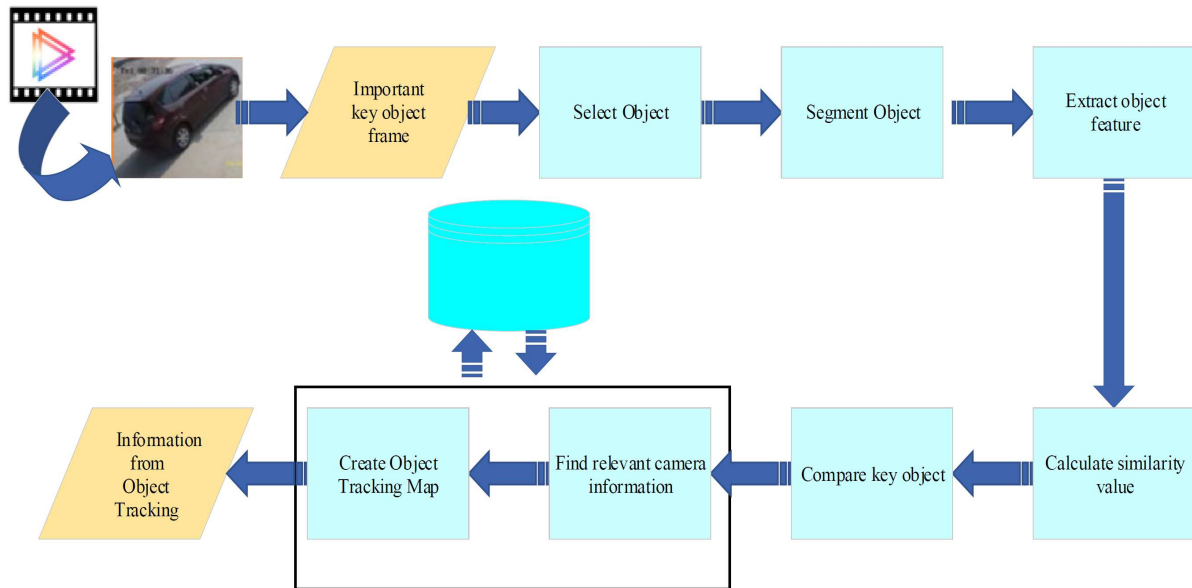 Important
key object
frame
Select Object
Segment Object
Extract object
feature
Information
from
Object
Tracking
Create Object
Tracking Map
Find relevant camera
information
Compare key object
Calculate similarity
value